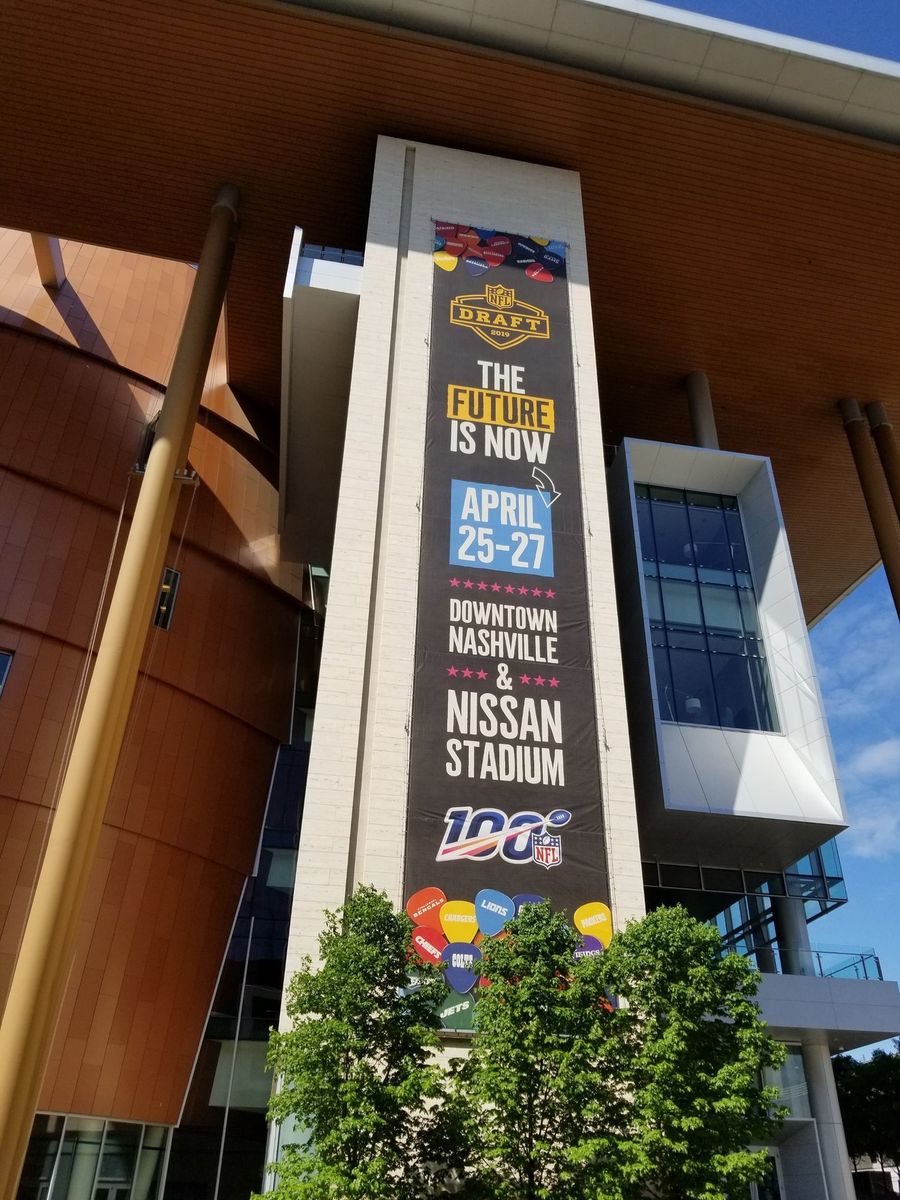 NFL
DRAFT
2019
THE
FUTURE
IS NOW
APRIL
25-27
DOWNTOWN
NASHVILLE
&
NISSAN
STADIUM
100
NFL
BENGALS
CHARGERS
LIONS
PACKERS
CHIEFS
COLTS
JETS